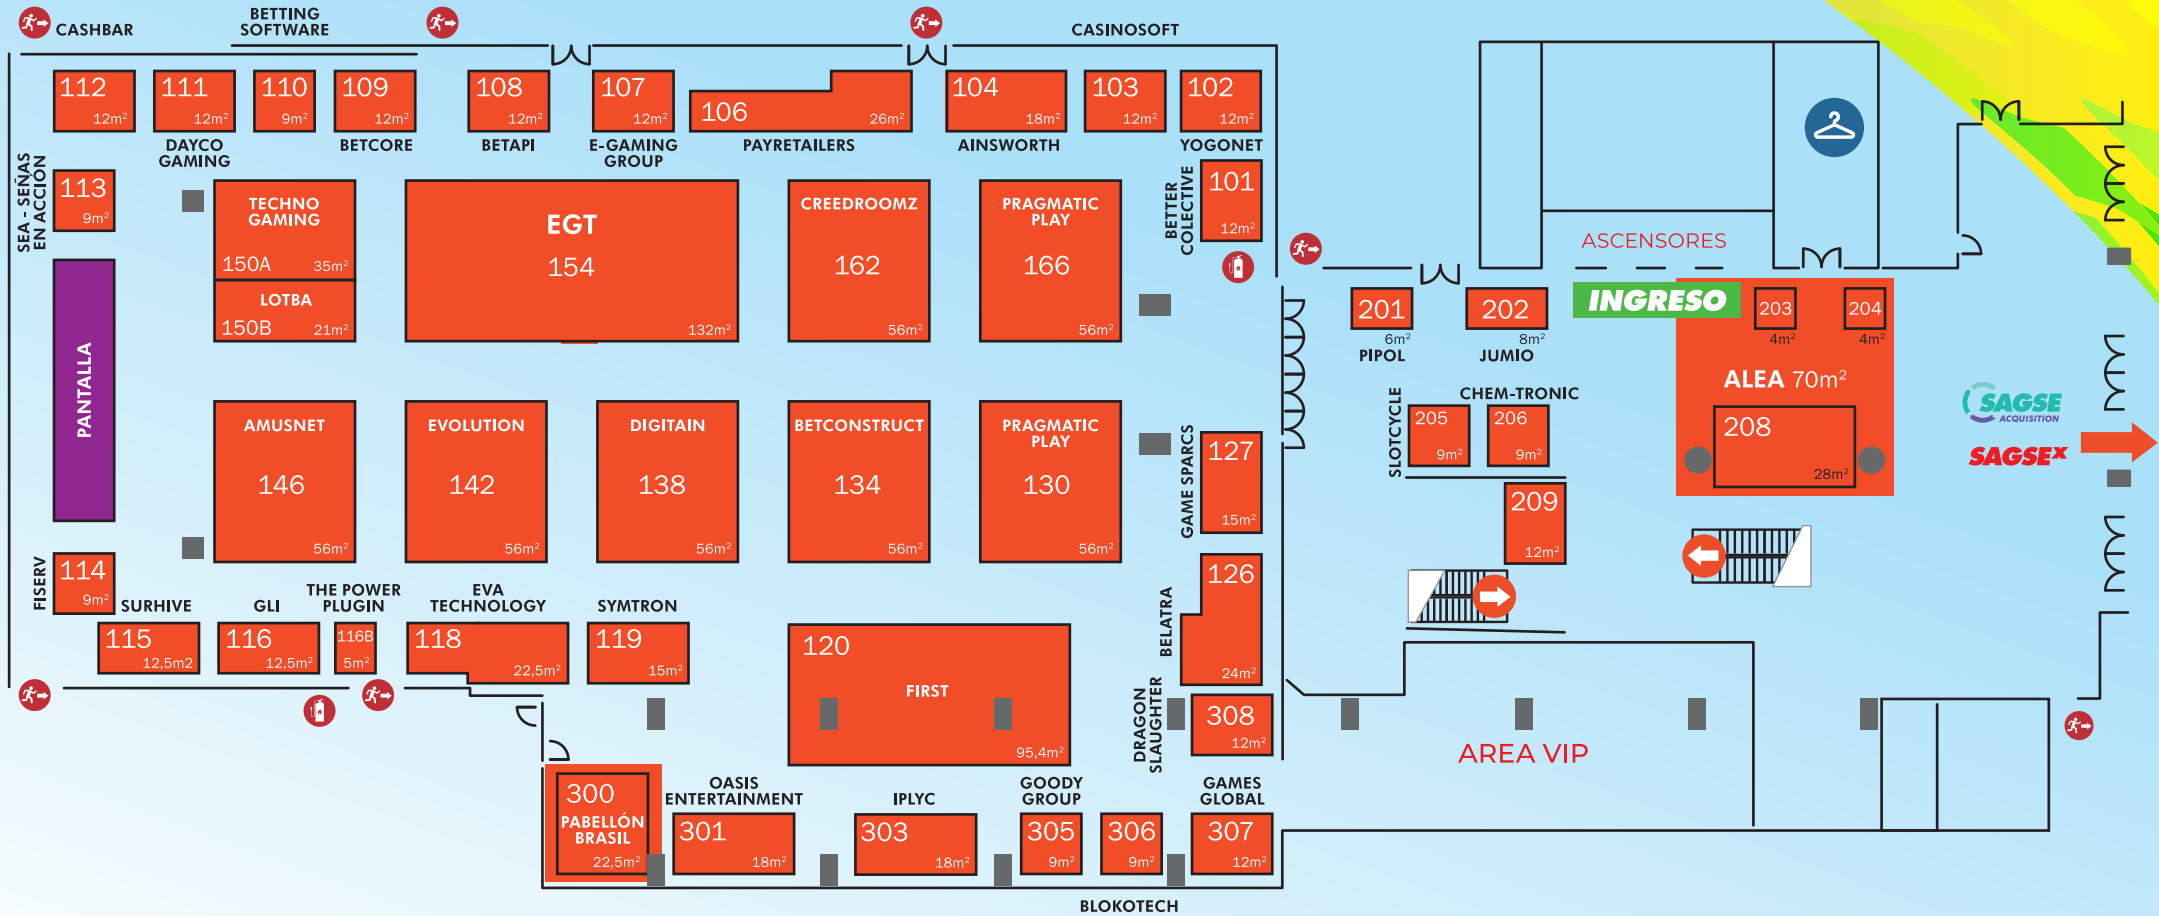 CASHBAR
BETTING
SOFTWARE
CASINOSOFT
112
12m²
111
12m²
DAYCO
GAMING
110
9m²
109
12m²
BETCORE
108
12m²
BETAPI
107
12m²
E-GAMING
GROUP
106
26m²
PAYRETAILERS
104
18m²
AINSWORTH
103
12m²
102
12m²
YOGONET
SEA - SEÑAS
EN ACCIÓN
113
9m²
TECHNO
GAMING
150A
35m²
LOTBA
150B
21m²
EGT
154
132m²
CREEDROOMZ
162
56m²
PRAGMATIC
PLAY
166
56m²
BETTER
COLECTIVE
101
12m²
PANTALLA
AMUSNET
146
56m²
EVOLUTION
142
56m²
DIGITAIN
138
56m²
BETCONSTRUCT
134
56m²
PRAGMATIC
PLAY
130
56m²
GAME SPARCS
127
15m²
FISERV
114
9m²
SURHIVE
115
12,5m2
GLI
116
12,5m²
THE POWER
PLUGIN
116B
5m²
EVA
TECHNOLOGY
118
22,5m²
SYMTRON
119
15m²
120
FIRST
95,4m²
BELATRA
126
24m²
DRAGON
SLAUGHTER
308
12m²
300
PABELLÓN
BRASIL
22,5m²
OASIS
ENTERTAINMENT
301
18m²
IPLYC
303
18m²
GOODY
GROUP
305
9m²
306
9m²
GAMES
GLOBAL
307
12m²
BLOKOTECH
ASCENSORES
INGRESO
201
6m²
PIPOL
202
8m²
JUMIO
203
4m²
204
4m²
ALEA 70m²
208
28m²
SLOTCYCLE
205
9m²
CHEM-TRONIC
206
9m²
209
12m²
SAGSE
ACQUISITION
SAGSEX
AREA VIP